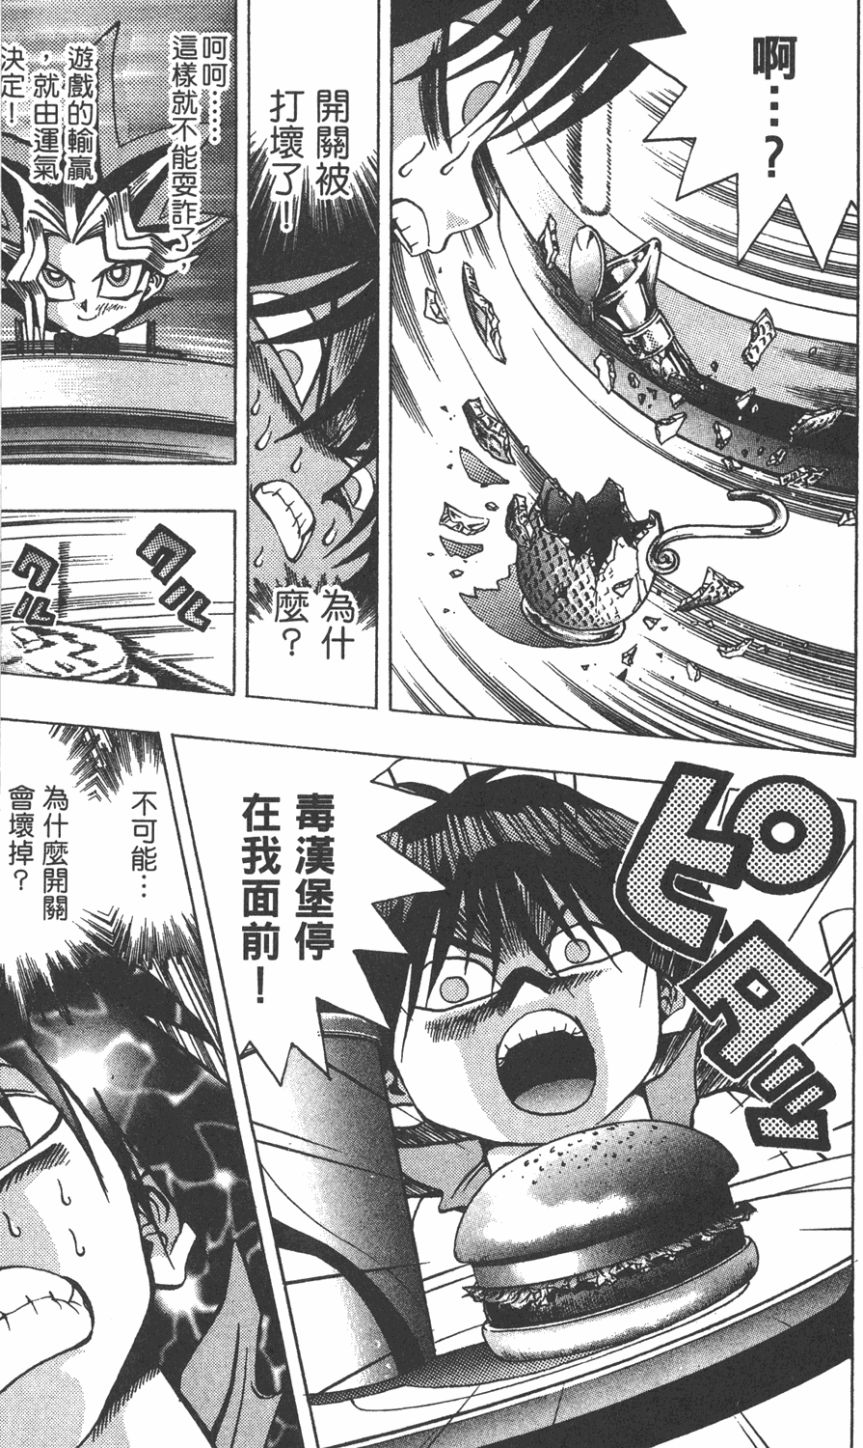 啊…？
開關被
打壞了！
為什
麼？
呵呵……
這樣就不能耍詐了，
遊戲的輸贏
，就由運氣
決定！
クル
クル
ピタッ
毒漢堡停
在我面前！
不可能…
為什麼開關
會壞掉？